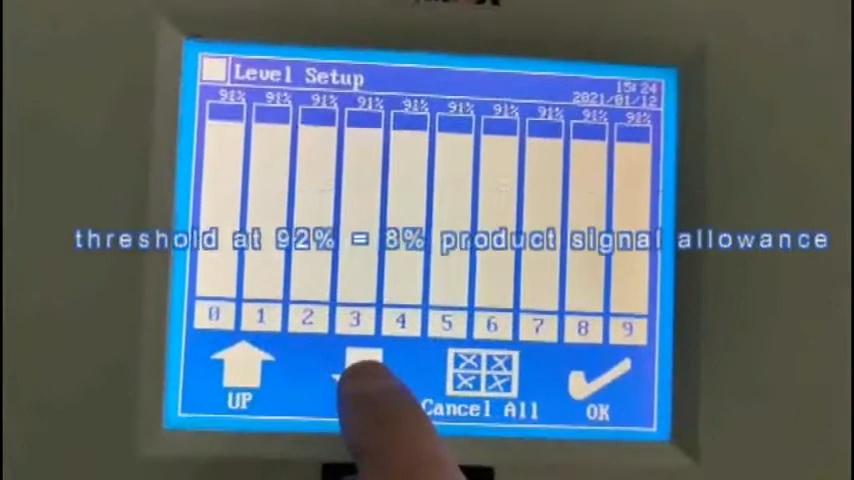 Level Setup
15:24
2021/01/12
91% 91% 91% 91% 91% 91% 91% 91% 91% 91%
threshold at 92% = 8% product signal allowance
0 1 2 3 4 5 6 7 8 9
UP
Cancel All
OK